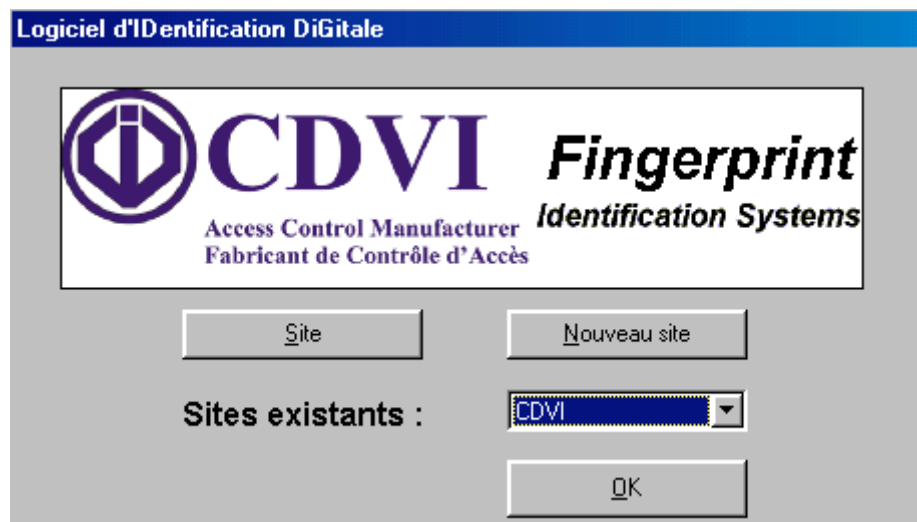 Logiciel d'IDentification DiGitale
CDVI
Access Control Manufacturer
Fabricant de Contrôle d'Accès
Fingerprint
Identification Systems
Site
Nouveau site
Sites existants :
CDVI
OK